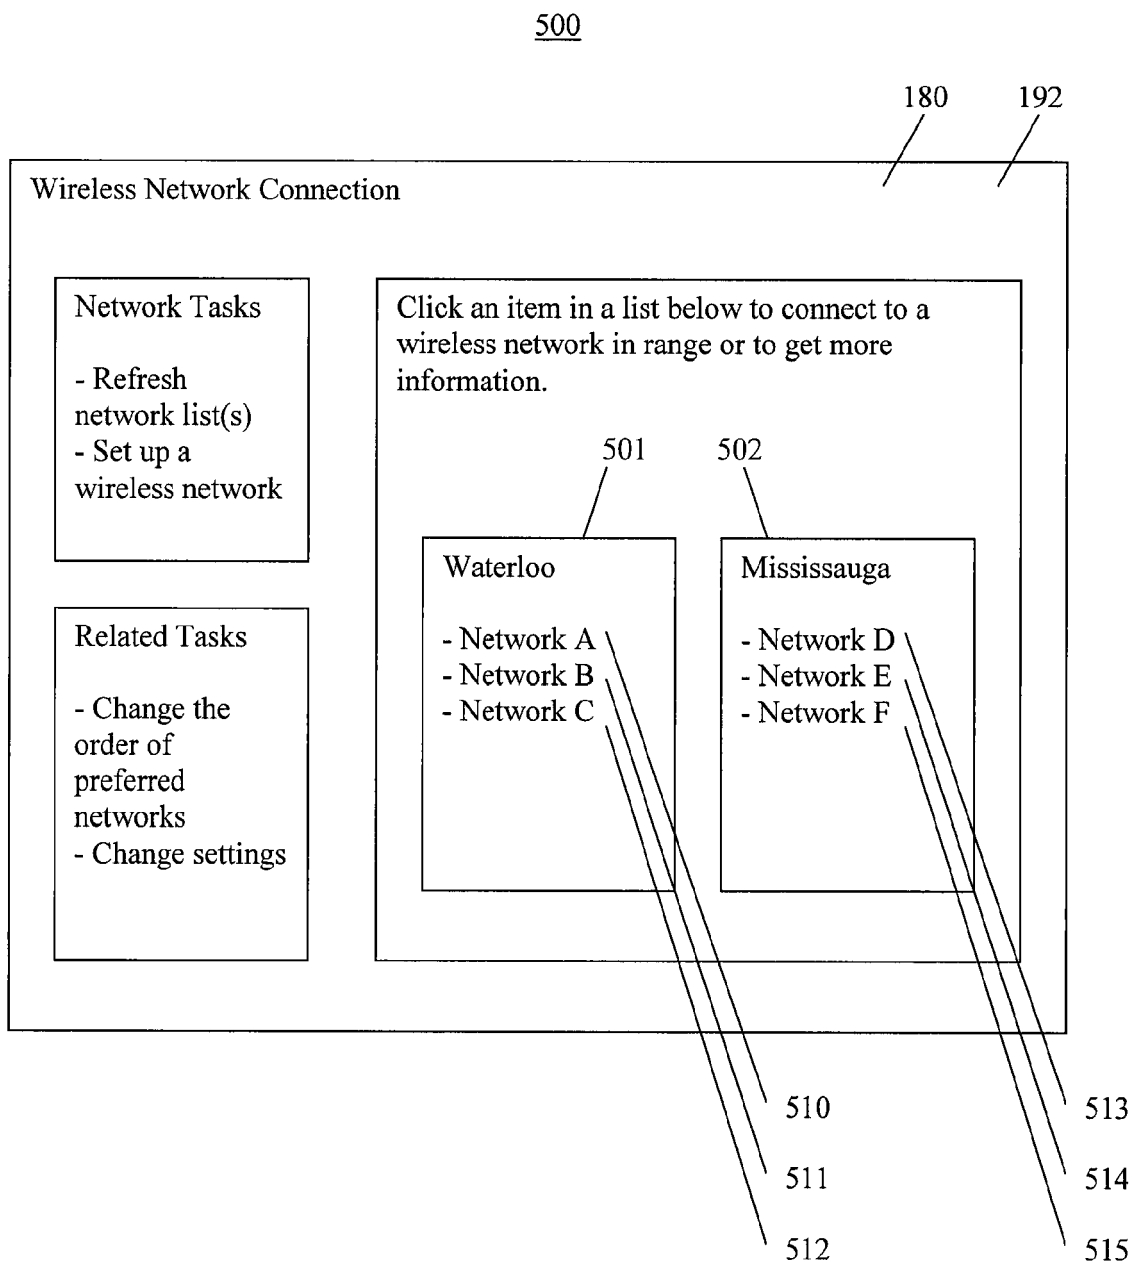 500
180
192
Wireless Network Connection
Network Tasks
- Refresh
network list(s)
- Set up a
wireless network
Related Tasks
- Change the
order of
preferred
networks
- Change settings
Click an item in a list below to connect to a
wireless network in range or to get more
information.
501
502
Waterloo
- Network A
- Network B
- Network C
Mississauga
- Network D
- Network E
- Network F
510
511
512
513
514
515